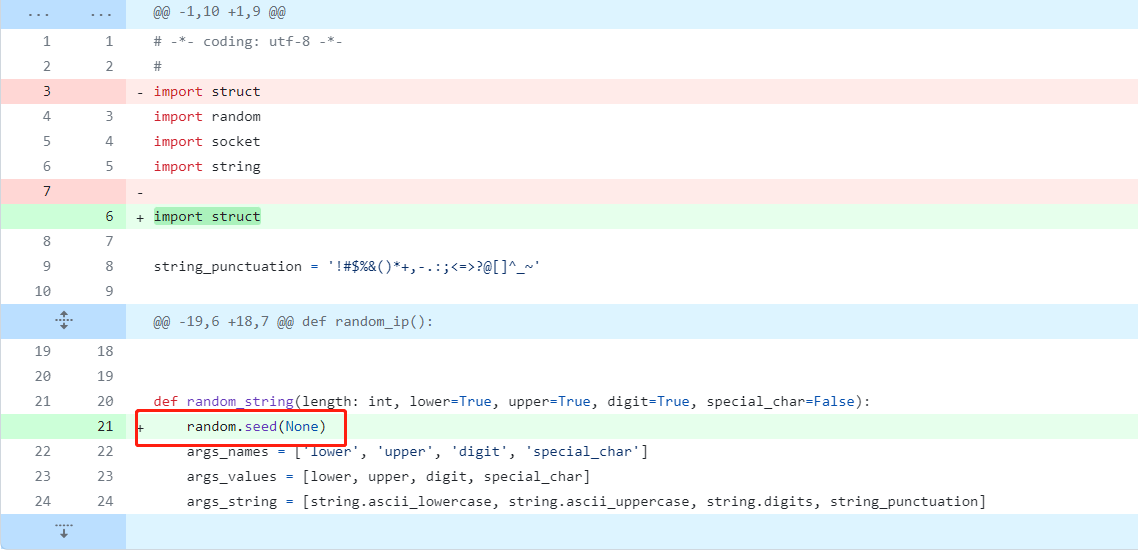 ... ... @@ -1,10 +1,9 @@
1 1 # -*- coding: utf-8 -*-
2 2 #
3 - import struct
4 3 import random
5 4 import socket
6 5 import string
7 -
6 + import struct
8 7
9 8 string_punctuation = '!#$%&()*+,-.:;<=>?@[]^_~'
10 9
@@ -19,6 +18,7 @@ def random_ip():
19 18
20 19
21 20 def random_string(length: int, lower=True, upper=True, digit=True, special_char=False):
21 + random.seed(None)
22 22 args_names = ['lower', 'upper', 'digit', 'special_char']
23 23 args_values = [lower, upper, digit, special_char]
24 24 args_string = [string.ascii_lowercase, string.ascii_uppercase, string.digits, string_punctuation]